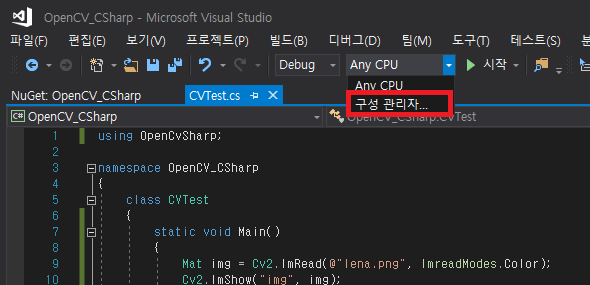 OpenCV_CSharp - Microsoft Visual Studio
파일(F) 편집(E) 보기(V) 프로젝트(P) 빌드(B) 디버그(D) 팀(M) 도구(T) 테스트(S)
Debug Any CPU 시작
Any CPU
구성 관리자...
NuGet: OpenCV_CSharp CVTest.cs
C# OpenCV_CSharp OpenCV_CSharp.CVTest
1 using OpenCvSharp;
2
3 namespace OpenCV_CSharp
4 {
5 class CVTest
6 {
7 static void Main()
8 {
9 Mat img = Cv2.ImRead(@"lena.png", ImreadModes.Color);
10 Cv2.ImShow("img", img);